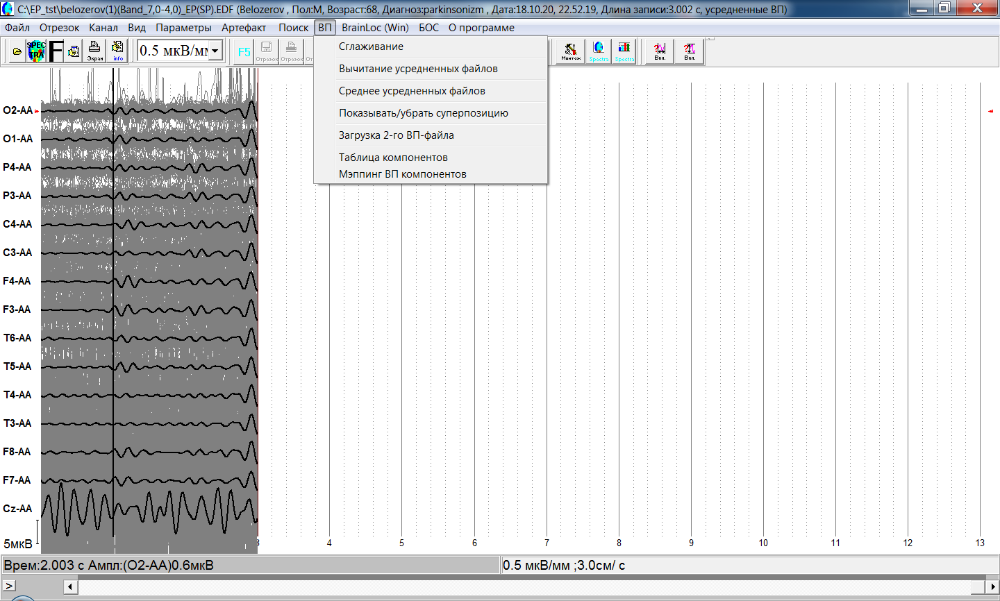 C:\EP_tst\belozerov(1)(Band_7,0-4,0)_EP(SP).EDF (Belozerov , Пол:М, Возраст:68, Диагноз:parkinsonizm , Дата:18.10.20, 22.52.19, Длина записи:3.002 с, усредненные ВП)
Файл Отрезок Канал Вид Параметры Артефакт Поиск ВП BrainLoc (Win) БОС О программе
SPECTRA F Экран info 0.5 мкВ/мм F5 Отрезок Отрезок Монтаж Spectra Spectra Вкл. Вкл.
Сглаживание
Вычитание усредненных файлов
Среднее усредненных файлов
Показывать/убрать суперпозицию
Загрузка 2-го ВП-файла
Таблица компонентов
Мэппинг ВП компонентов
O2-AA
O1-AA
P4-AA
P3-AA
C4-AA
C3-AA
F4-AA
F3-AA
T6-AA
T5-AA
T4-AA
T3-AA
F8-AA
F7-AA
Cz-AA
5мкВ
3 4 5 6 7 8 9 10 11 12 13
Врем:2.003 с Ампл:(O2-AA)0.6мкВ
0.5 мкВ/мм ;3.0см/ с
>